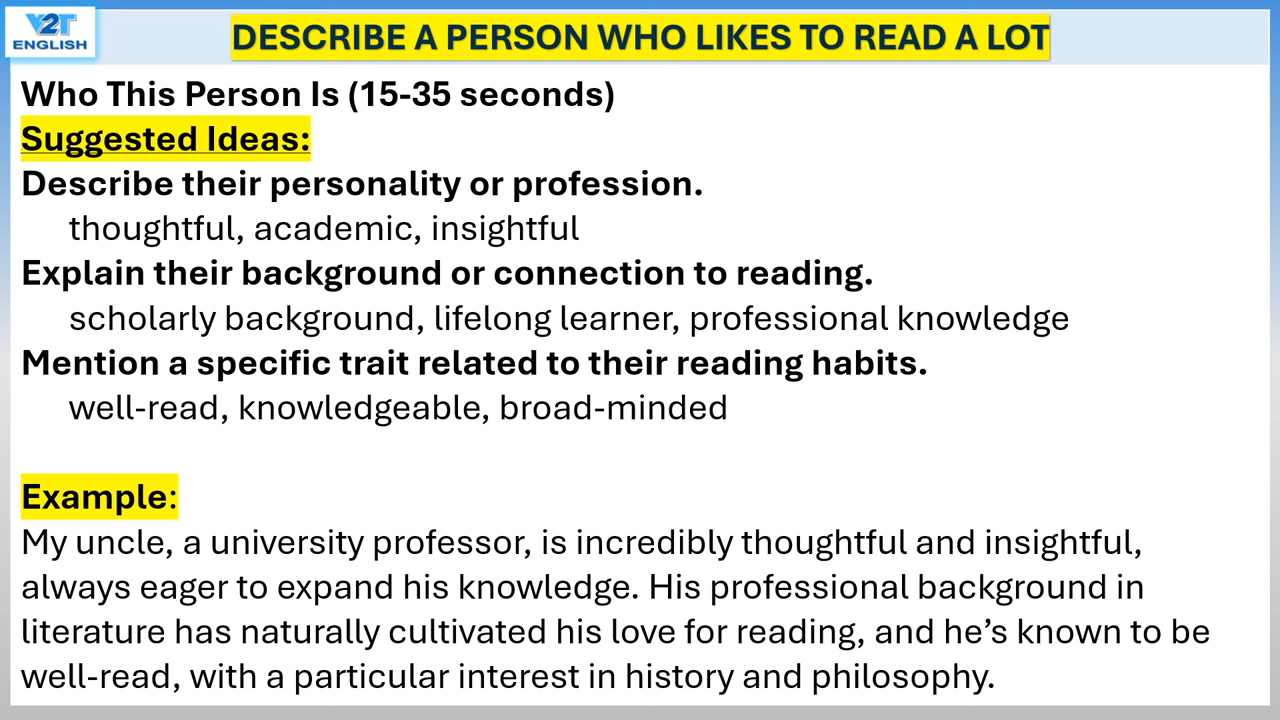 Y2T
ENGLISH
DESCRIBE A PERSON WHO LIKES TO READ A LOT
Who This Person Is (15-35 seconds)
Suggested Ideas:
Describe their personality or profession.
thoughtful, academic, insightful
Explain their background or connection to reading.
scholarly background, lifelong learner, professional knowledge
Mention a specific trait related to their reading habits.
well-read, knowledgeable, broad-minded
Example:
My uncle, a university professor, is incredibly thoughtful and insightful,
always eager to expand his knowledge. His professional background in
literature has naturally cultivated his love for reading, and he’s known to be
well-read, with a particular interest in history and philosophy.